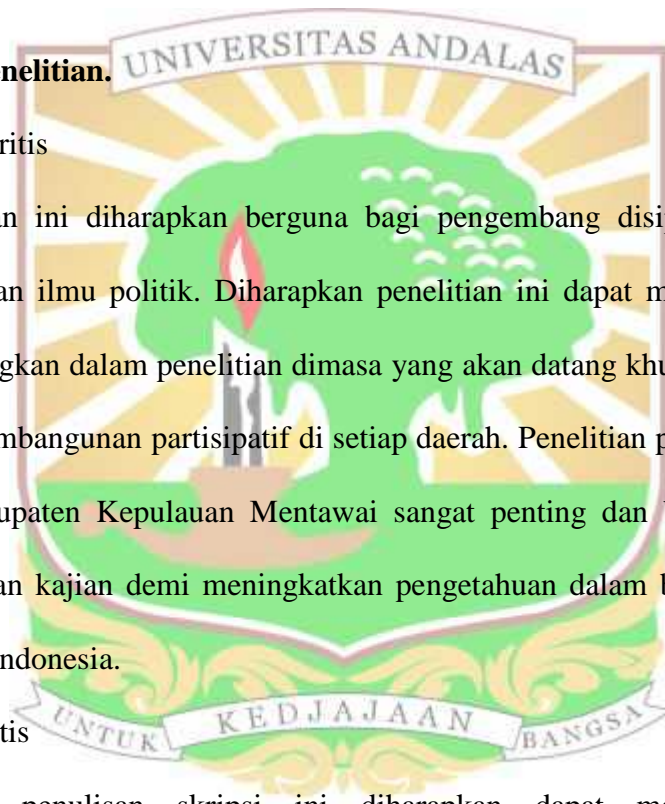 UNIVERSITAS ANDALAS
enelitian.
ritis
an ini diharapkan berguna bagi pengembang disi
an ilmu politik. Diharapkan penelitian ini dapat m
gkan dalam penelitian dimasa yang akan datang khu
mbangunan partisipatif di setiap daerah. Penelitian p
upaten Kepulauan Mentawai sangat penting dan
an kajian demi meningkatkan pengetahuan dalam b
ndonesia.
UNTUK KEDJAJAAN BANGSA
tis
penulisan skripsi ini diharapkan dapat m